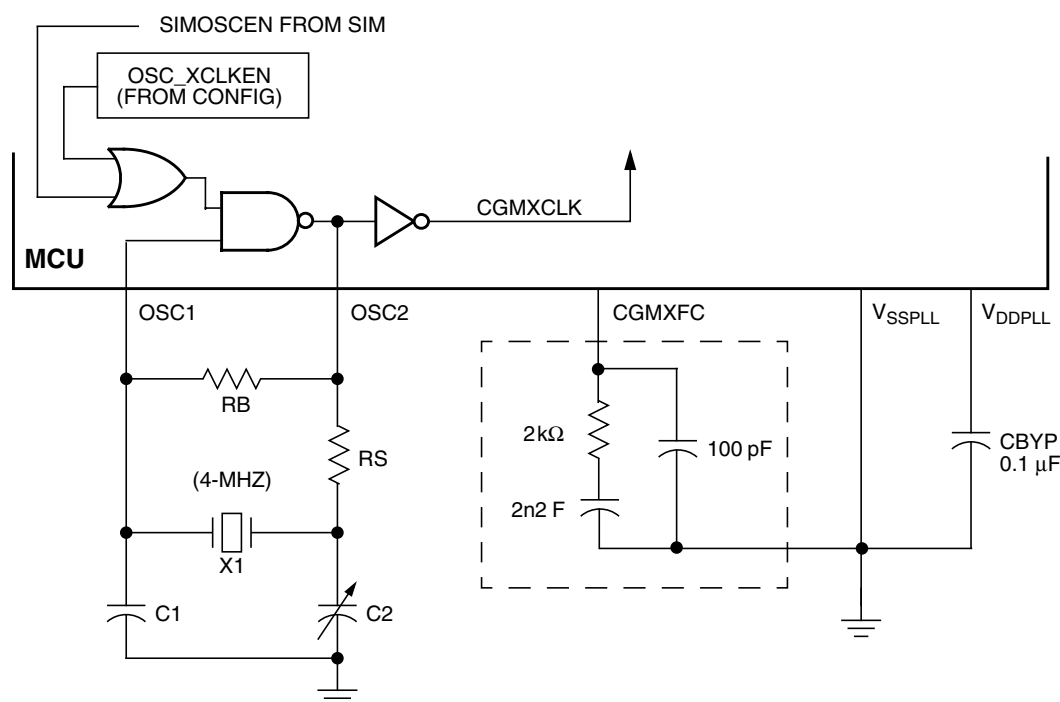 SIMOSCEN FROM SIM
OSC_XCLKEN
(FROM CONFIG)
CGMXCLK
MCU
OSC1
OSC2
CGMXFC
VSSPLL
VDDPLL
RB
2kΩ
100 pF
CBYP
0.1 µF
RS
(4-MHZ)
2n2 F
X1
C1
C2